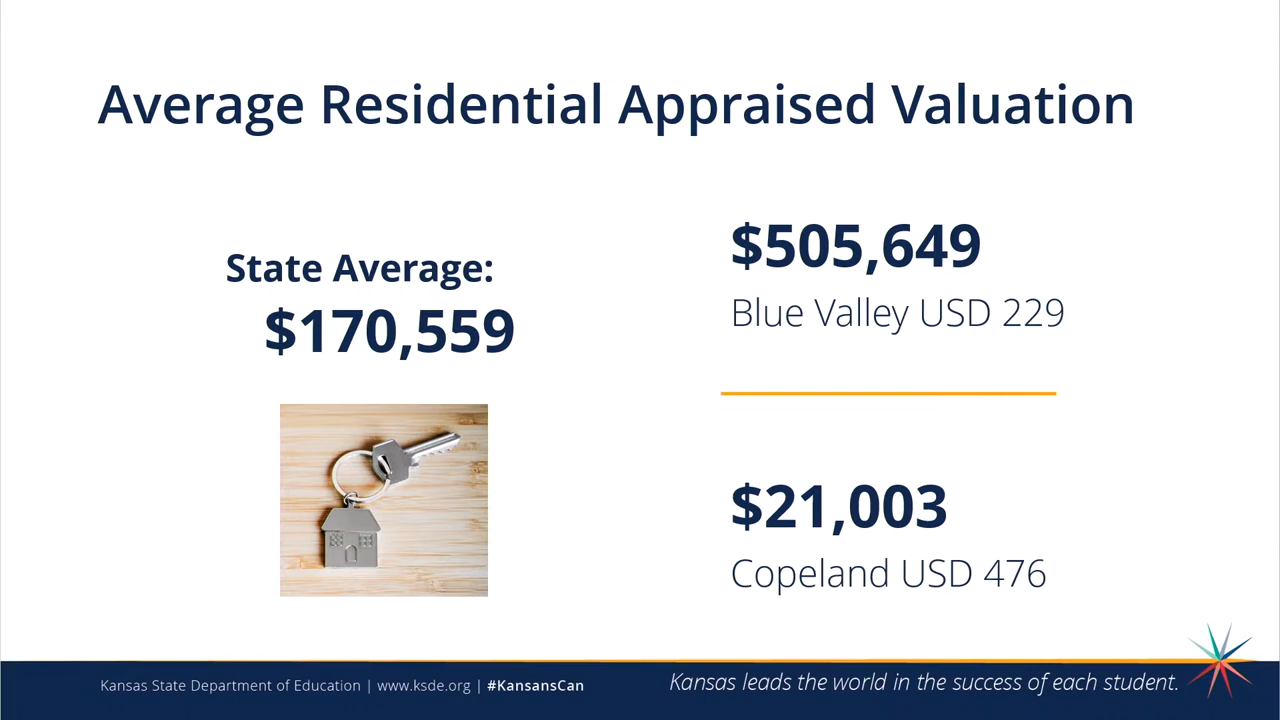 Average Residential Appraised Valuation
State Average:
$170,559
$505,649
Blue Valley USD 229
$21,003
Copeland USD 476
Kansas State Department of Education | www.ksde.org | #KansansCan
Kansas leads the world in the success of each student.